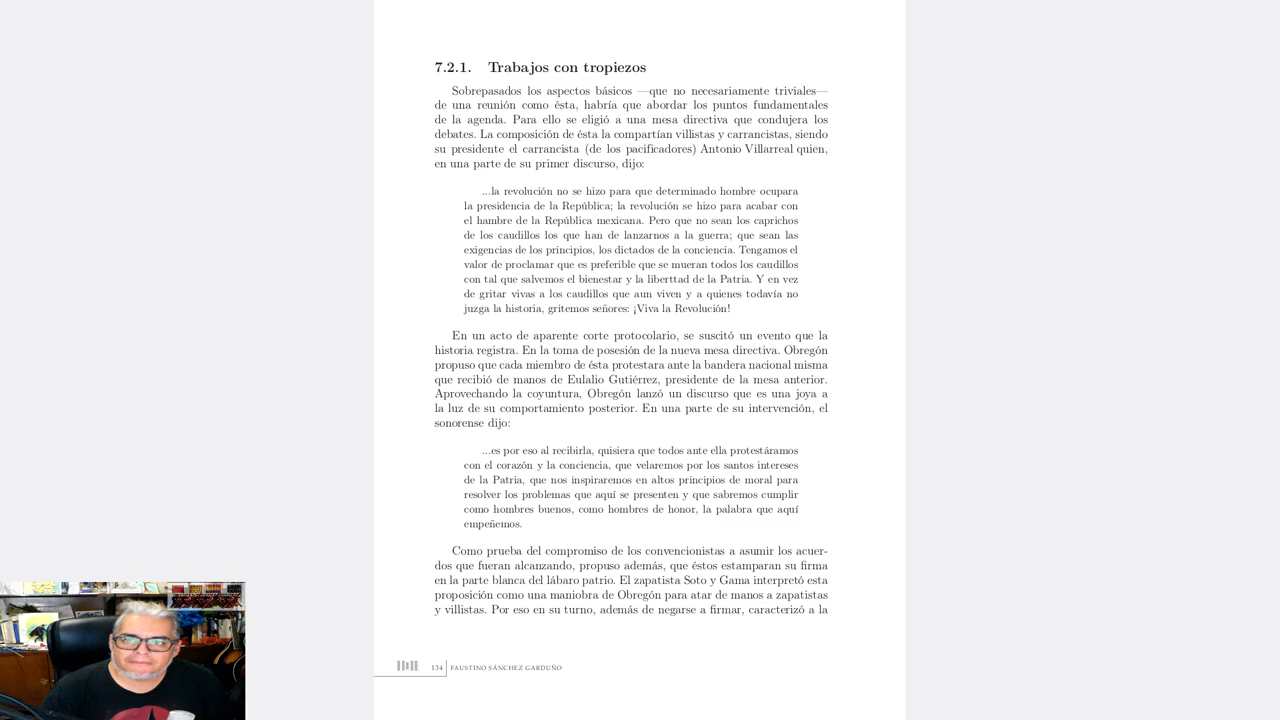 7.2.1. Trabajos con tropiezos
Sobrepasados los aspectos básicos —que no necesariamente triviales—
de una reunión como ésta, habría que abordar los puntos fundamentales
de la agenda. Para ello se eligió a una mesa directiva que condujera los
debates. La composición de ésta la compartían villistas y carrancistas, siendo
su presidente el carrancista (de los pacificadores) Antonio Villarreal quien,
en una parte de su primer discurso, dijo:
...la revolución no se hizo para que determinado hombre ocupara
la presidencia de la República; la revolución se hizo para acabar con
el hambre de la República mexicana. Pero que no sean los caprichos
de los caudillos los que han de lanzarnos a la guerra; que sean las
exigencias de los principios, los dictados de la conciencia. Tengamos el
valor de proclamar que es preferible que se mueran todos los caudillos
con tal que salvemos el bienestar y la liberttad de la Patria. Y en vez
de gritar vivas a los caudillos que aun viven y a quienes todavía no
juzga la historia, gritemos señores: ¡Viva la Revolución!
En un acto de aparente corte protocolario, se suscitó un evento que la
historia registra. En la toma de posesión de la nueva mesa directiva. Obregón
propuso que cada miembro de ésta protestara ante la bandera nacional misma
que recibió de manos de Eulalio Gutiérrez, presidente de la mesa anterior.
Aprovechando la coyuntura, Obregón lanzó un discurso que es una joya a
la luz de su comportamiento posterior. En una parte de su intervención, el
sonorense dijo:
...es por eso al recibirla, quisiera que todos ante ella protestáramos
con el corazón y la conciencia, que velaremos por los santos intereses
de la Patria, que nos inspiraremos en altos principios de moral para
resolver los problemas que aquí se presenten y que sabremos cumplir
como hombres buenos, como hombres de honor, la palabra que aquí
empeñemos.
Como prueba del compromiso de los convencionistas a asumir los acuer-
dos que fueran alcanzando, propuso además, que éstos estamparan su firma
en la parte blanca del lábaro patrio. El zapatista Soto y Gama interpretó esta
proposición como una maniobra de Obregón para atar de manos a zapatistas
y villistas. Por eso en su turno, además de negarse a firmar, caracterizó a la
134 FAUSTINO SÁNCHEZ GARDUÑO